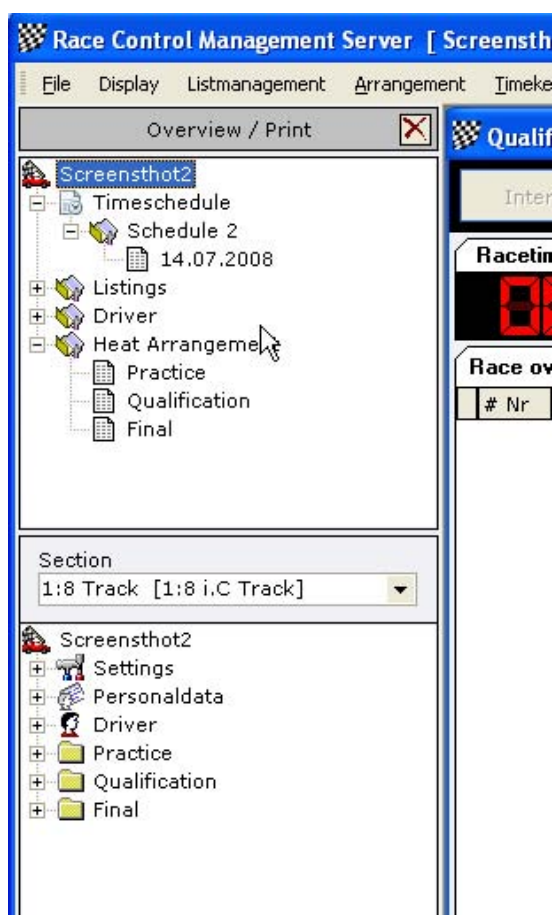 Race Control Management Server [ Screensth
File Display Listmanagement Arrangement Timeke
Overview / Print
Screensthot2
Timeschedule
Schedule 2
14.07.2008
Listings
Driver
Heat Arrangeme
Practice
Qualification
Final
Section
1:8 Track [1:8 i.C Track]
Screensthot2
Settings
Personaldata
Driver
Practice
Qualification
Final
Qualif
Inter
Racetim
Race ov
# Nr